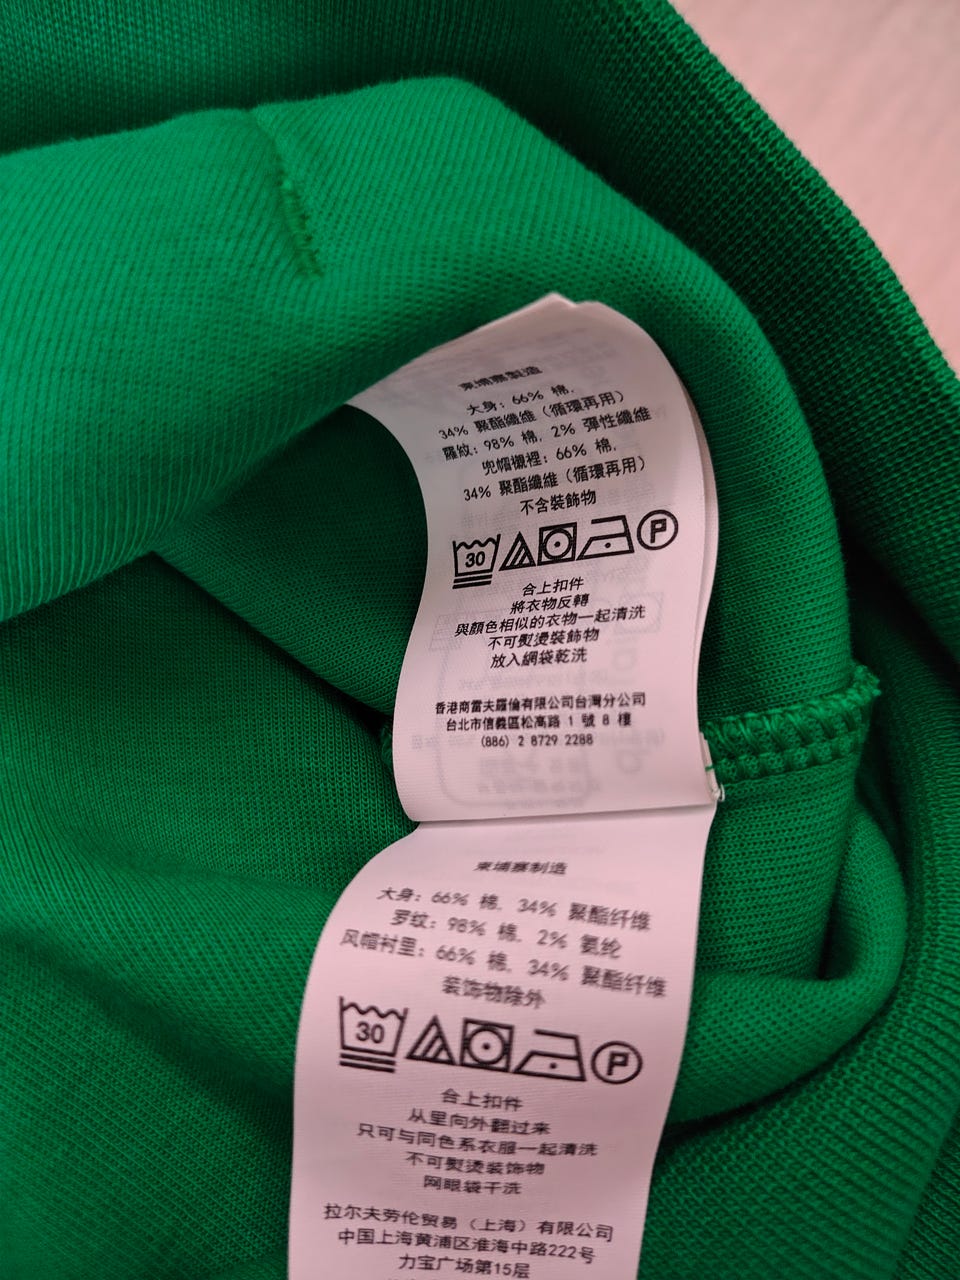 柬埔寨製造
大身: 66% 棉,
34% 聚酯纖維 (循環再用)
羅紋: 98% 棉, 2% 彈性纖維
兜帽襯裡: 66% 棉,
34% 聚酯纖維 (循環再用)
不含裝飾物
30 P
合上扣件
將衣物反轉
與顏色相似的衣物一起清洗
不可熨燙裝飾物
放入網袋乾洗
香港商雷夫羅倫有限公司台灣分公司
台北市信義區松高路 1 號 8 樓
(886) 2 8729 2288
柬埔寨制造
大身: 66% 棉, 34% 聚酯纤维
罗纹: 98% 棉, 2% 氨纶
风帽衬里: 66% 棉, 34% 聚酯纤维
装饰物除外
30 P
合上扣件
从里向外翻过来
只可与同色系衣服一起清洗
不可熨烫装饰物
网眼袋干洗
拉尔夫劳伦贸易 (上海) 有限公司
中国上海黄浦区淮海中路222号
力宝广场第15层